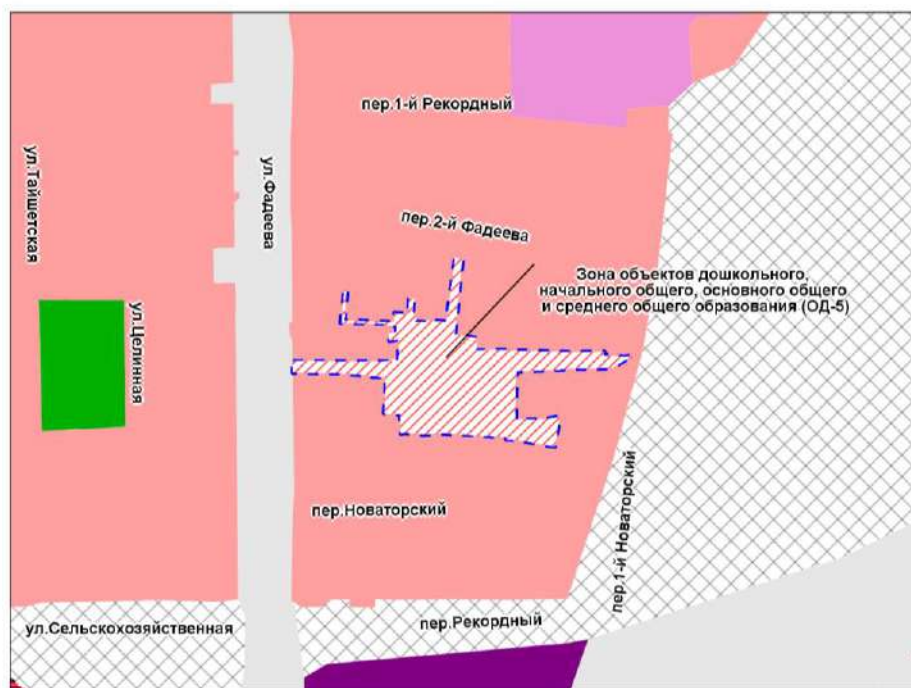 пер.1-й Рекордный
ул.Тайшетская
ул.Фадеева
пер.2-й Фадеева
Зона объектов дошкольного,
начального общего, основного общего
и среднего общего образования (ОД-5)
ул.Целинная
пер.Новаторский
пер.1-й Новаторский
ул.Сельскохозяйственная
пер.Рекордный